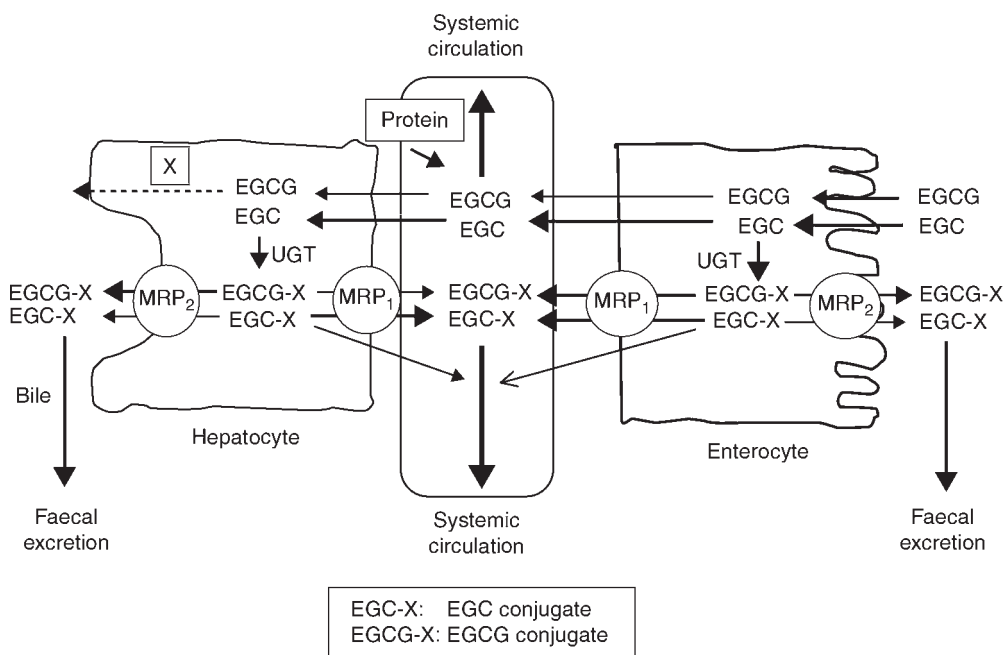 Systemic
circulation
Protein
X
EGCG
EGC
UGT
EGCG
EGC
EGCG
EGC
UGT
EGCG
EGC
EGCG-X
EGC-X
MRP2
EGCG-X
EGC-X
MRP1
EGCG-X
EGC-X
MRP1
EGCG-X
EGC-X
MRP2
EGCG-X
EGC-X
Bile
Hepatocyte
Enterocyte
Faecal
excretion
Systemic
circulation
Faecal
excretion
EGC-X: EGC conjugate
EGCG-X: EGCG conjugate